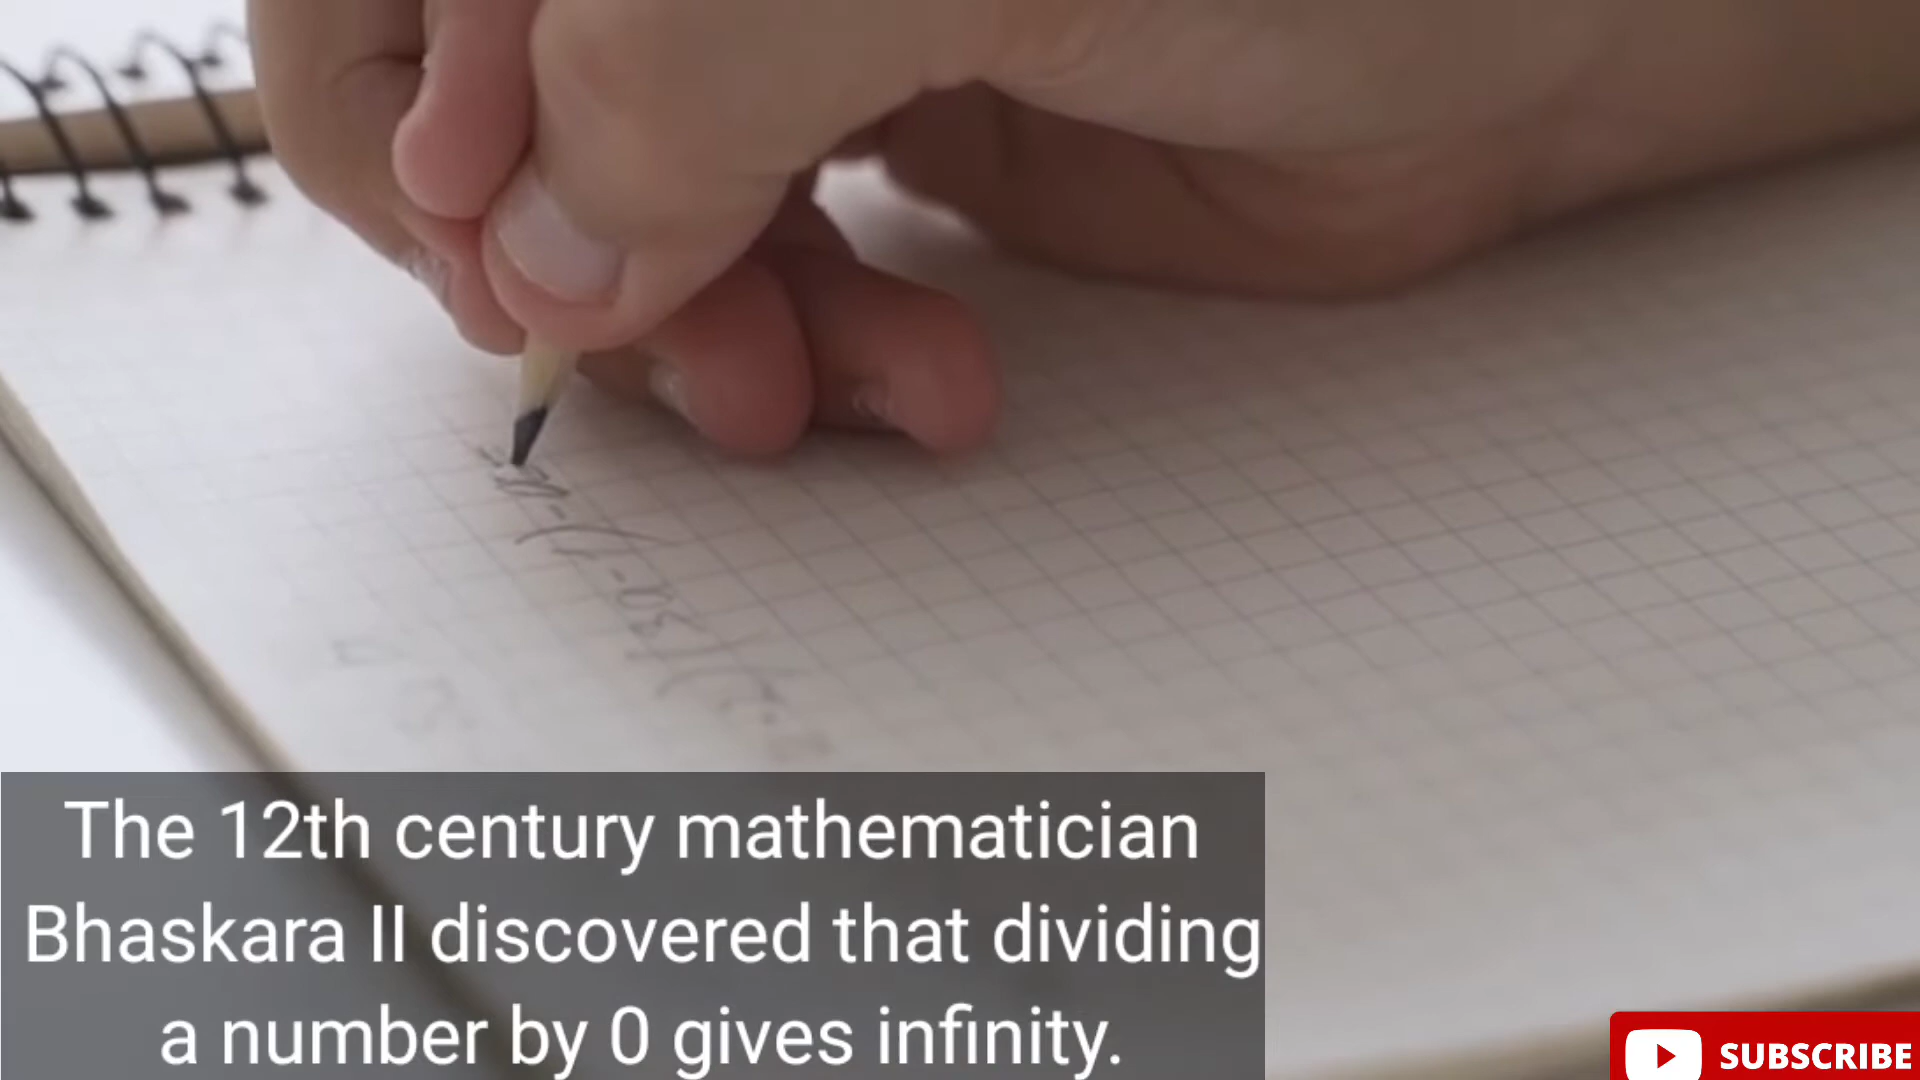 The 12th century mathematician
Bhaskara II discovered that dividing
a number by 0 gives infinity.
SUBSCRIBE